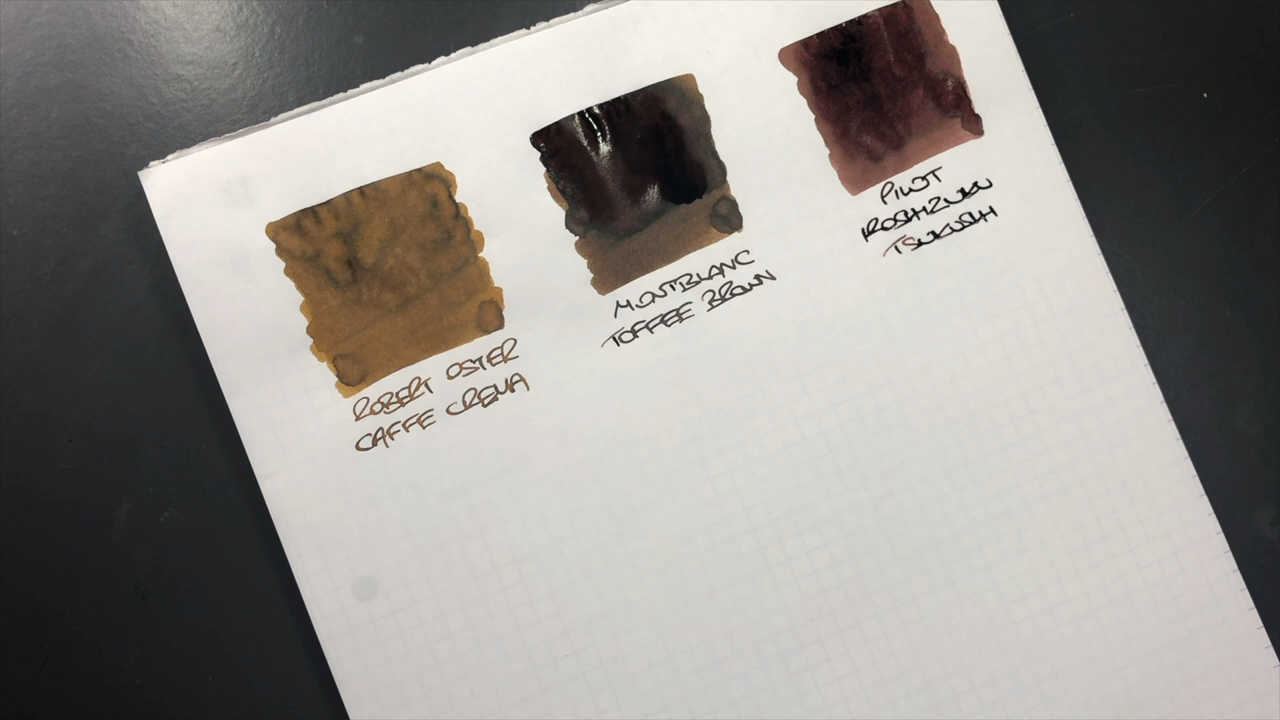 ROBERT OSTER
CAFFE CREMA
MONTBLANC
TOFFEE BROWN
PILOT
IROSHIZUKU
TSUKUSHI